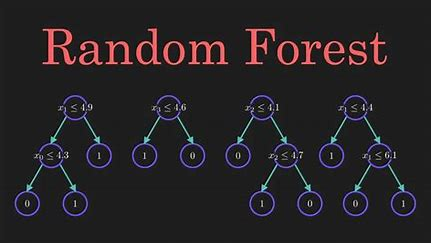 Random Forest
x₁ ≤ 4.9 x₃ ≤ 4.6 x₂ ≤ 4.1 x₁ ≤ 4.4
x₀ ≤ 4.3 1 1 0 0 x₂ ≤ 4.7 1 x₁ ≤ 6.1
0 1 1 0 0 1